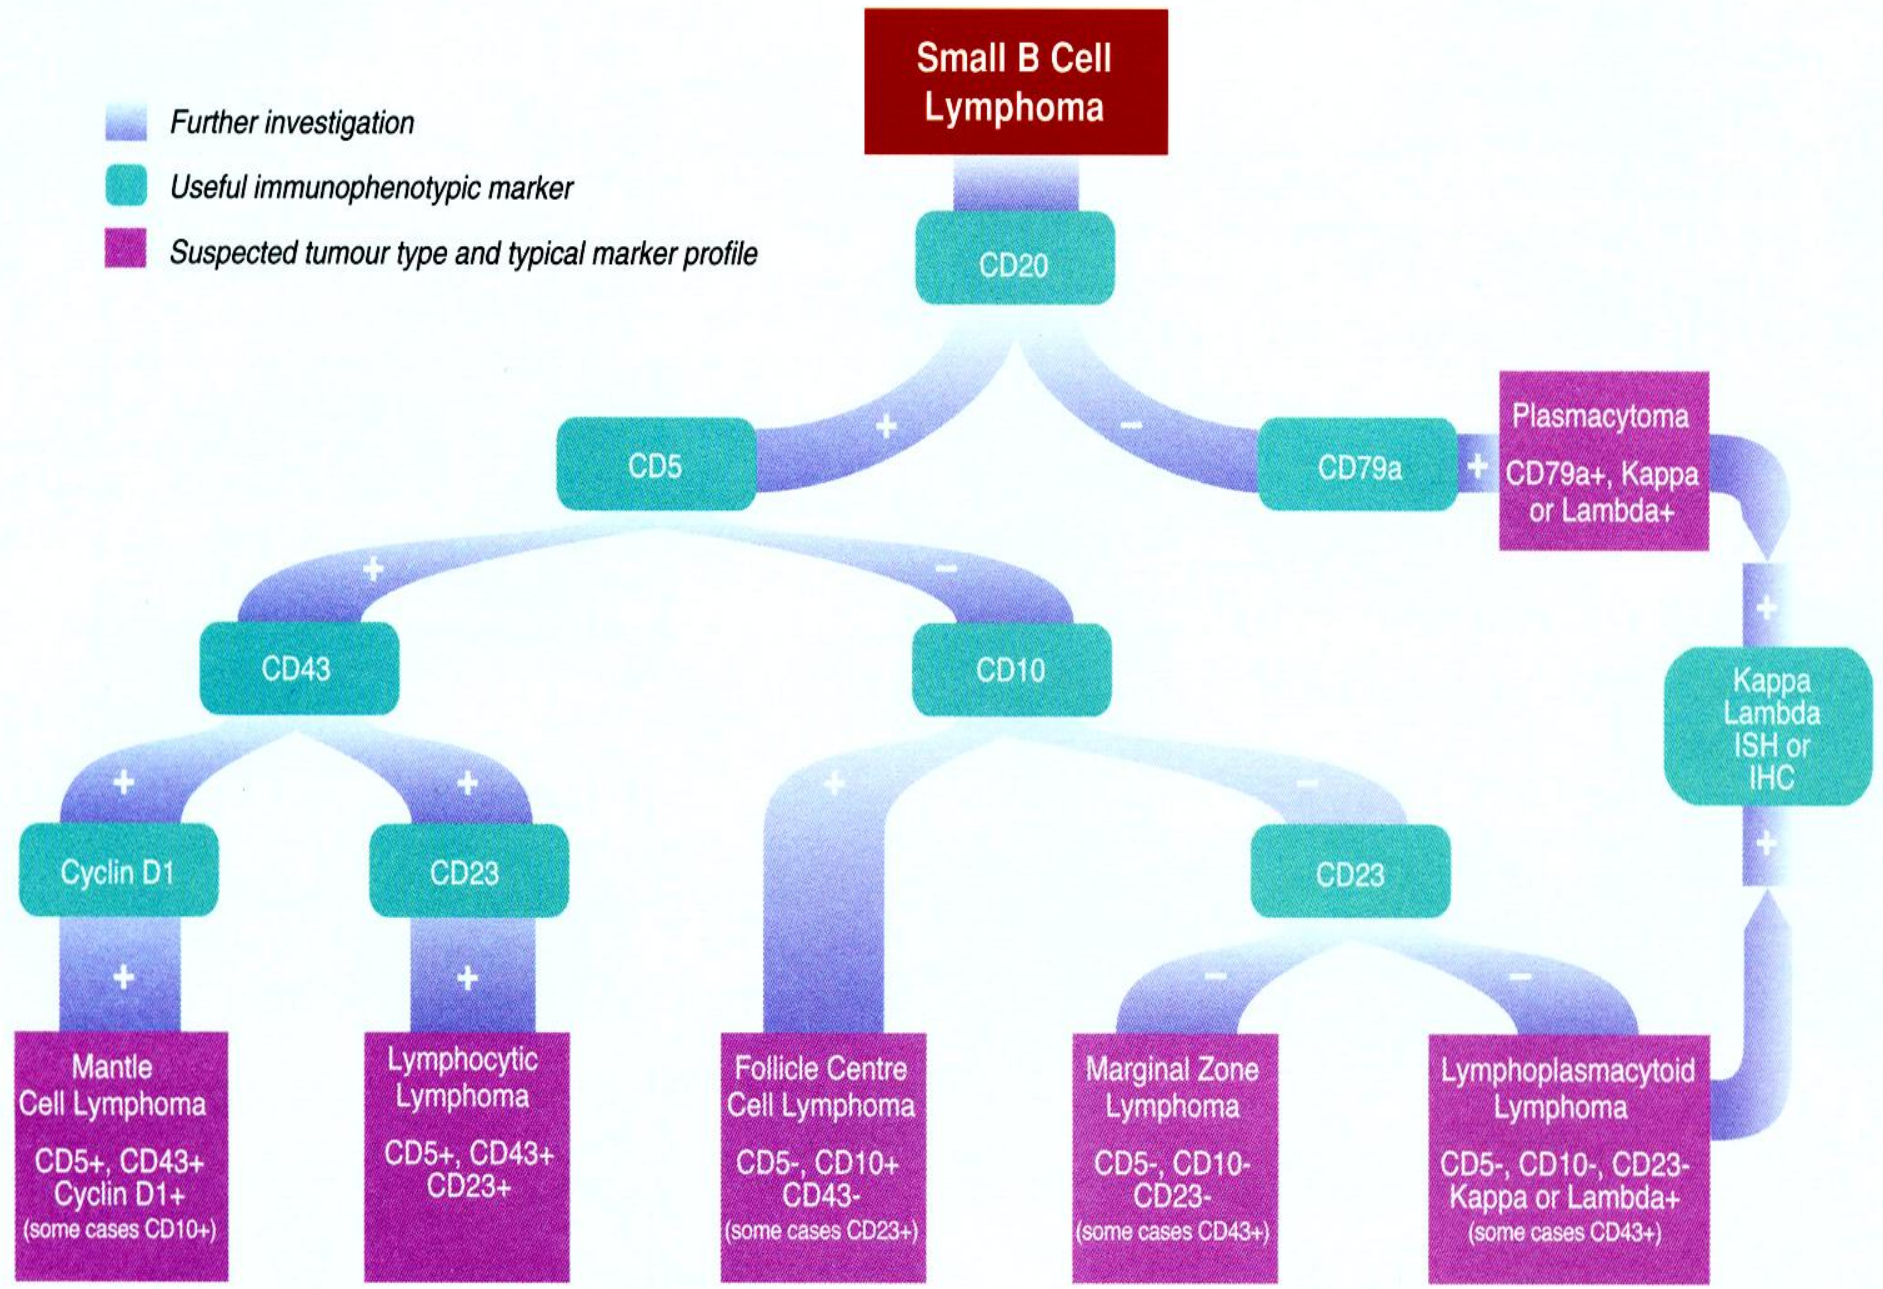 Small B Cell
Lymphoma
Further investigation
Useful immunophenotypic marker
Suspected tumour type and typical marker profile
CD20
+
−
CD5
CD79a
+
Plasmacytoma
CD79a+, Kappa
or Lambda+
+
−
+
CD43
CD10
Kappa
Lambda
ISH or
IHC
+
+
+
−
+
Cyclin D1
CD23
CD23
+
+
−
−
Mantle
Cell Lymphoma
CD5+, CD43+
Cyclin D1+
(some cases CD10+)
Lymphocytic
Lymphoma
CD5+, CD43+
CD23+
Follicle Centre
Cell Lymphoma
CD5-, CD10+
CD43-
(some cases CD23+)
Marginal Zone
Lymphoma
CD5-, CD10-
CD23-
(some cases CD43+)
Lymphoplasmacytoid
Lymphoma
CD5-, CD10-, CD23-
Kappa or Lambda+
(some cases CD43+)